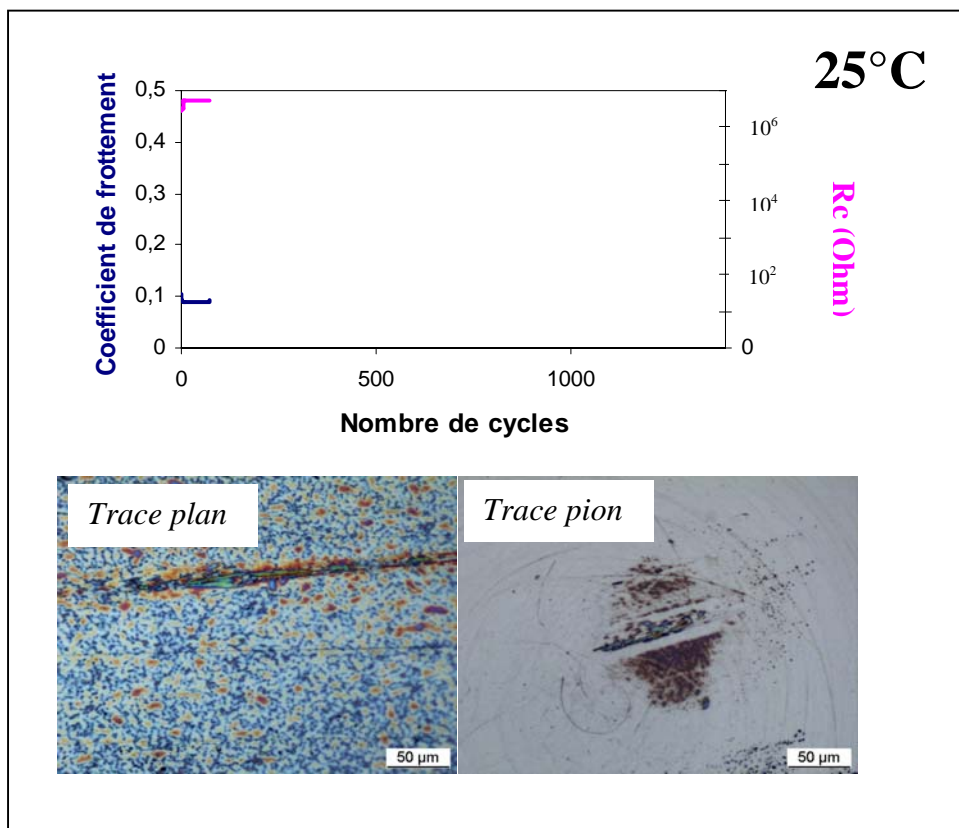 25°C
Coefficient de frottement
0,5
0,4
0,3
0,2
0,1
0
10⁶
10⁴
10²
0
Rc (Ohm)
0
500
1000
Nombre de cycles
Trace plan
Trace pion
50 µm
50 µm